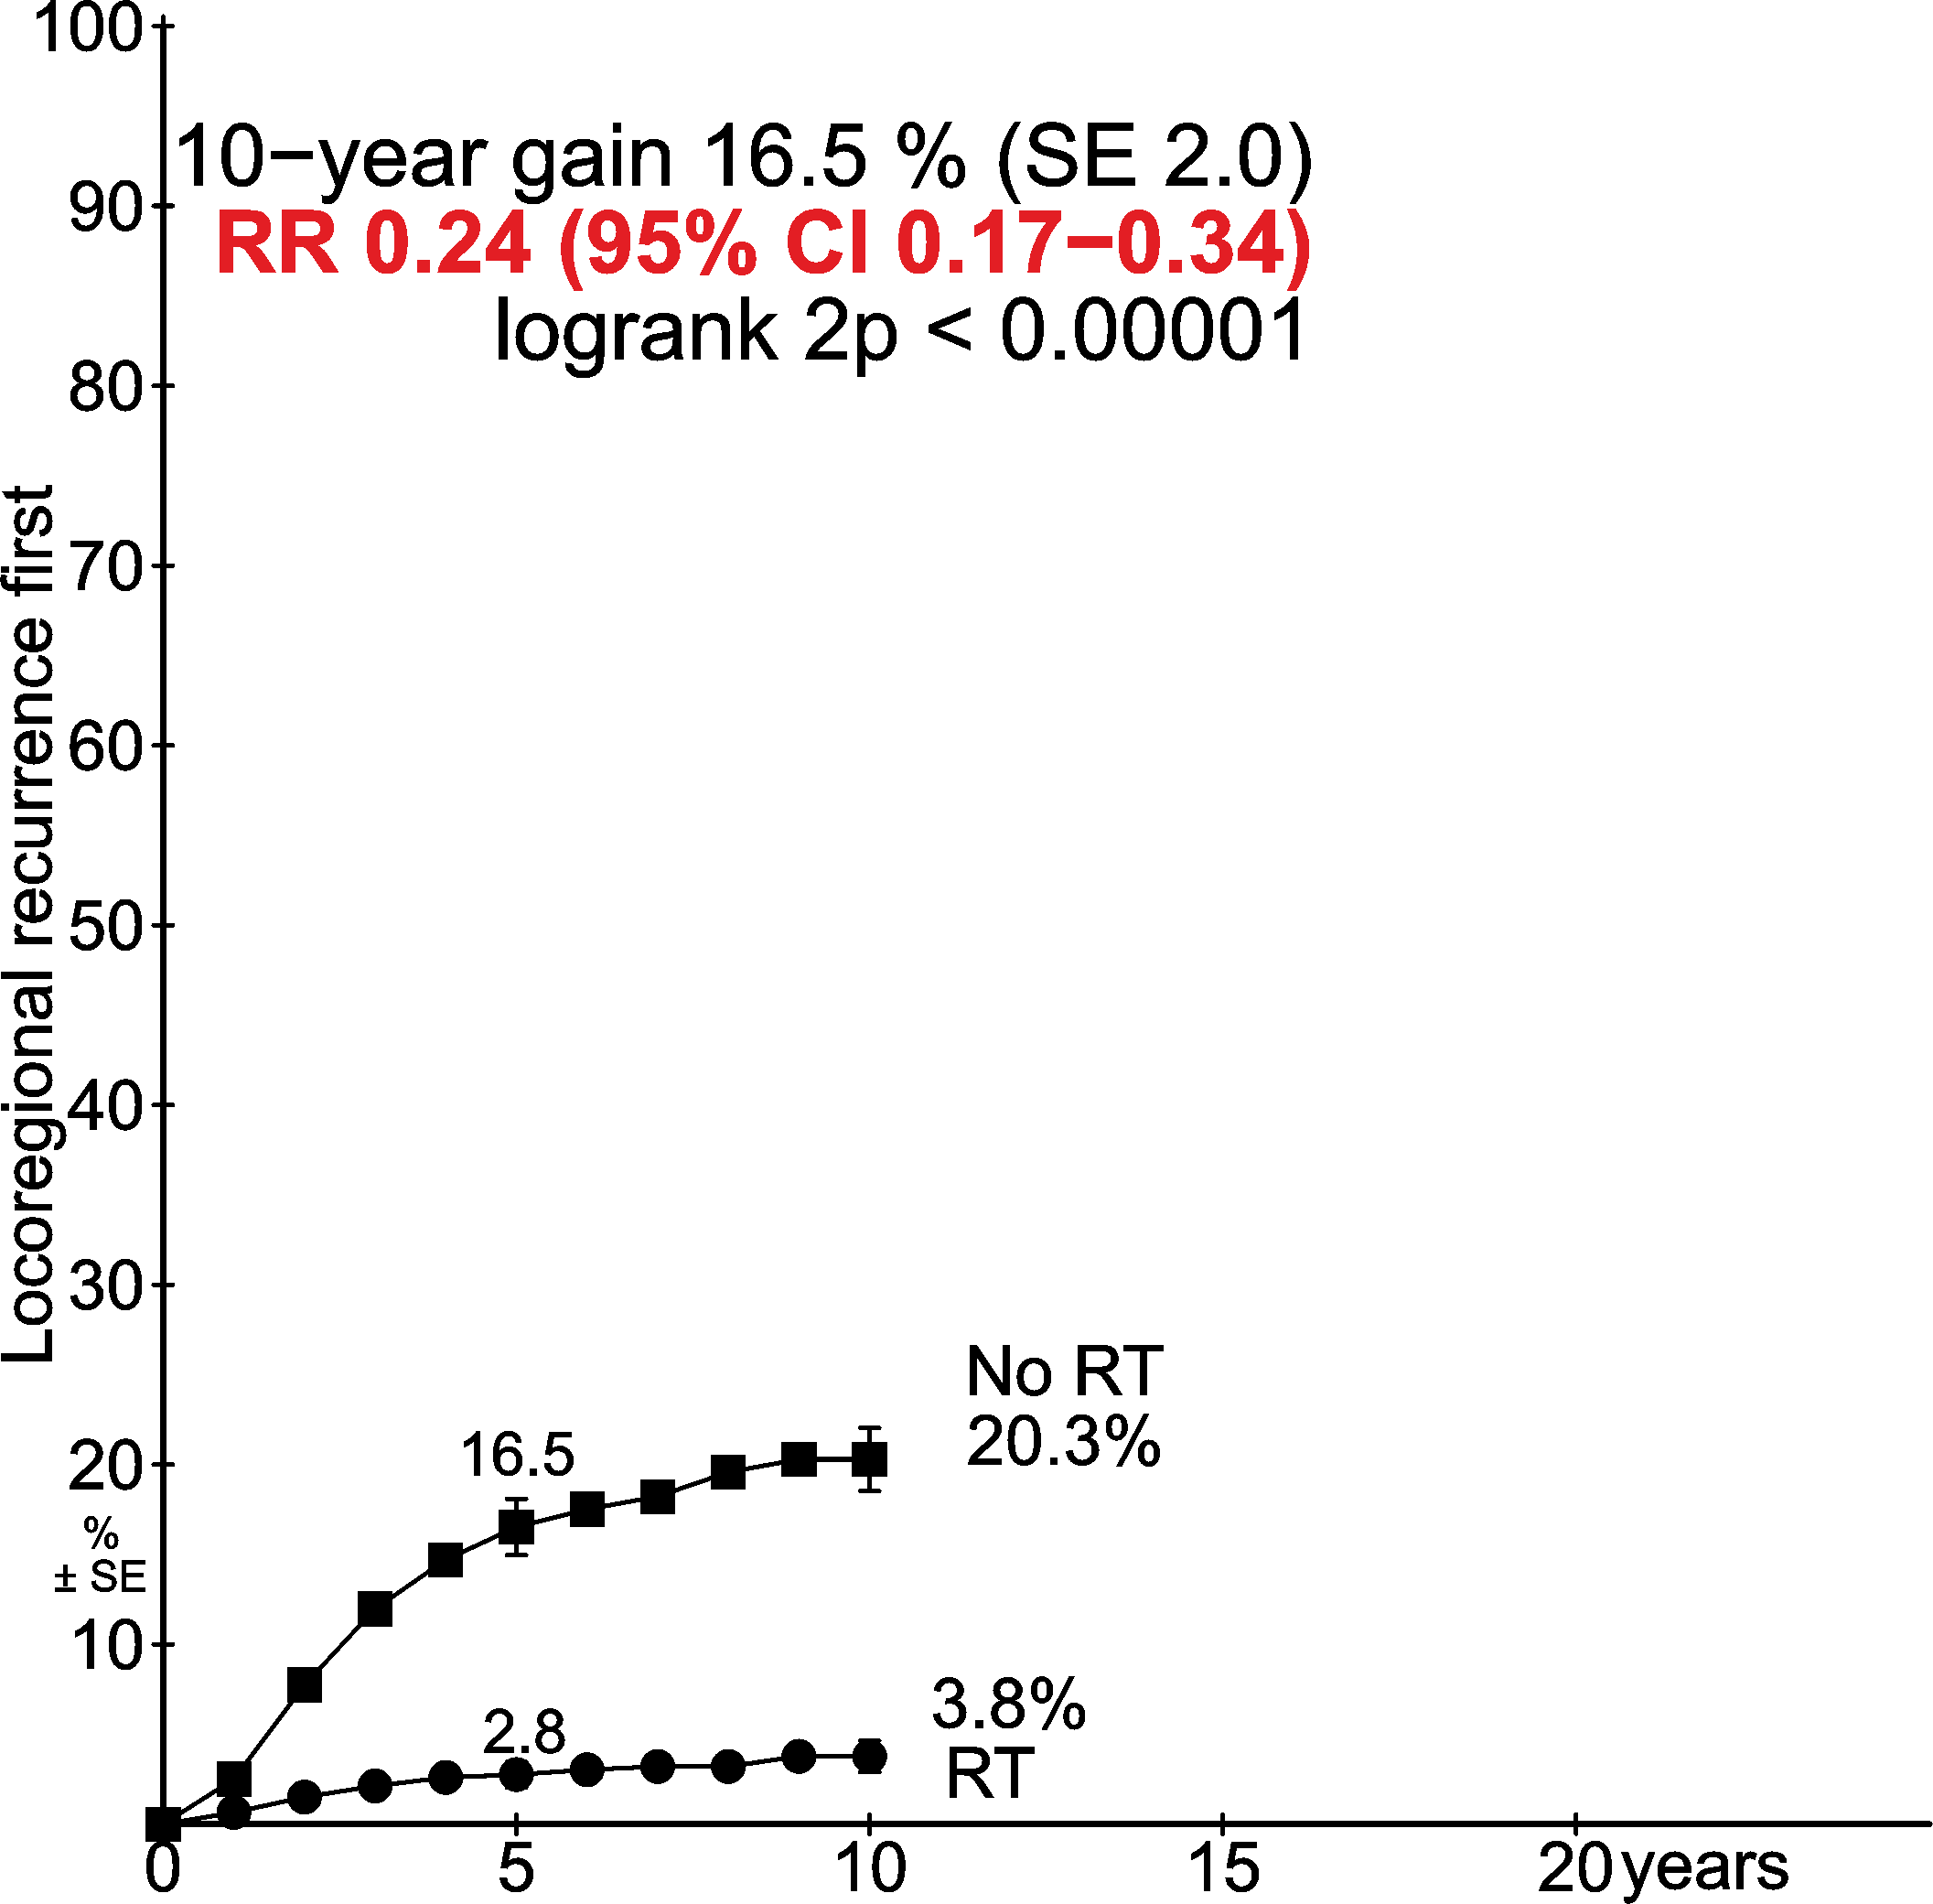 100
10−year gain 16.5 % (SE 2.0)
90
RR 0.24 (95% CI 0.17−0.34)
logrank 2p < 0.00001
80
70
60
50
40
30
20
%
± SE
10
Locoregional recurrence first
No RT
20.3%
16.5
3.8%
RT
2.8
0 5 10 15 20 years